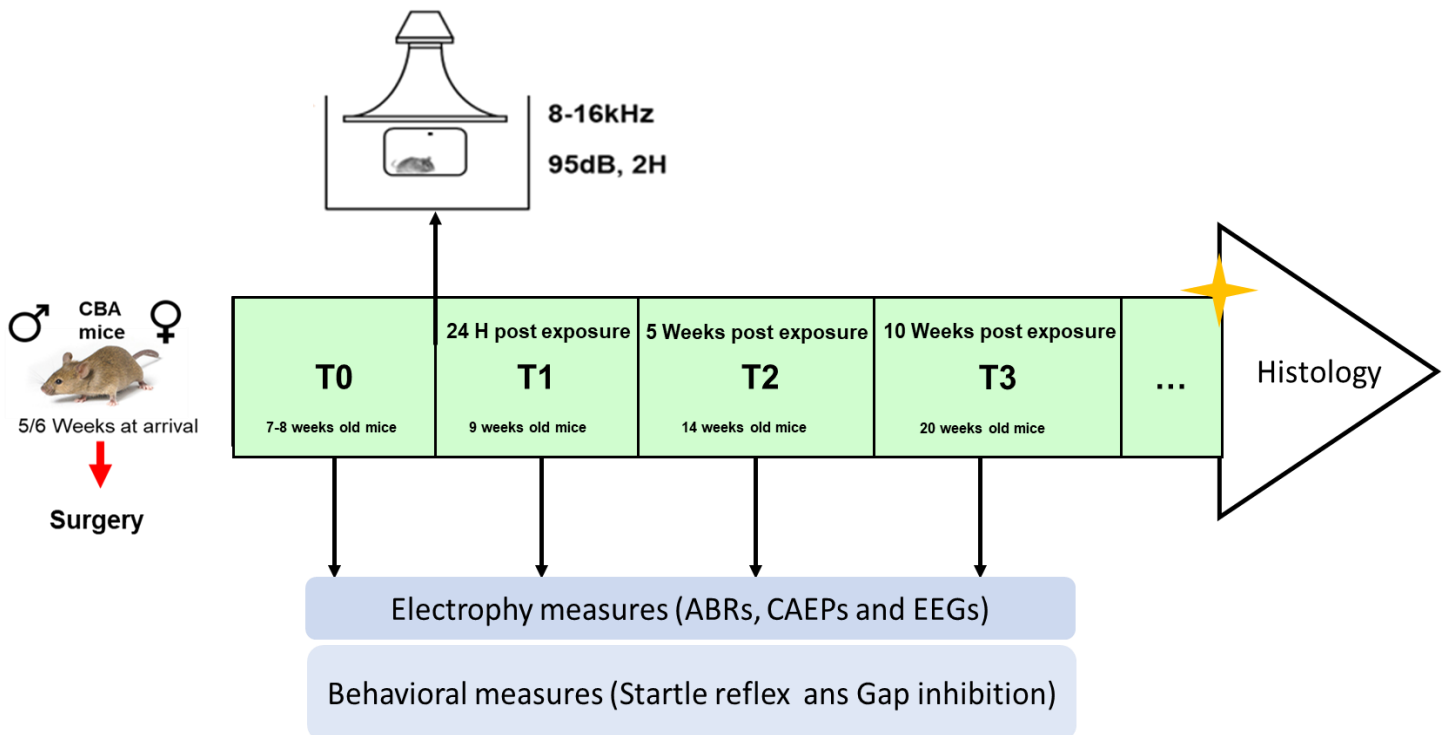 8-16kHz
95dB, 2H
CBA
mice
5/6 Weeks at arrival
Surgery
T0
7-8 weeks old mice
24 H post exposure
T1
9 weeks old mice
5 Weeks post exposure
T2
14 weeks old mice
10 Weeks post exposure
T3
20 weeks old mice
...
Histology
Electrophy measures (ABRs, CAEPs and EEGs)
Behavioral measures (Startle reflex ans Gap inhibition)